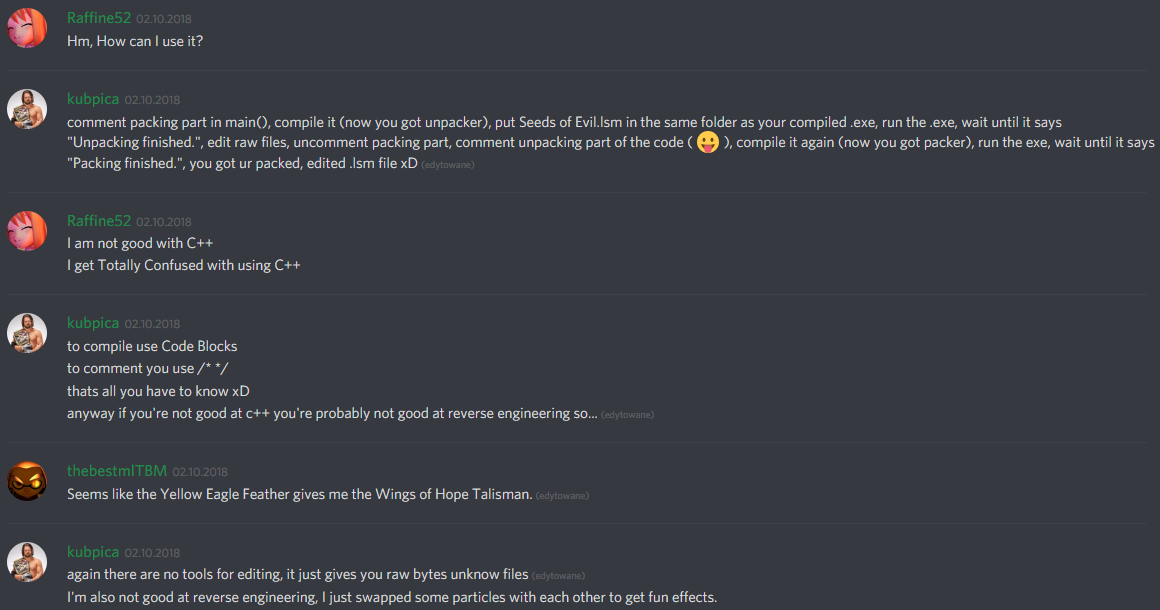 Raffine52 02.10.2018
Hm, How can I use it?
kubpica 02.10.2018
comment packing part in main(), compile it (now you got unpacker), put Seeds of Evil.lsm in the same folder as your compiled .exe, run the .exe, wait until it says
"Unpacking finished.", edit raw files, uncomment packing part, comment unpacking part of the code ( 😛 ), compile it again (now you got packer), run the exe, wait until it says
"Packing finished.", you got ur packed, edited .lsm file xD (edytowane)
Raffine52 02.10.2018
I am not good with C++
I get Totally Confused with using C++
kubpica 02.10.2018
to compile use Code Blocks
to comment you use /* */
thats all you have to know xD
anyway if you're not good at c++ you're probably not good at reverse engineering so... (edytowane)
thebestmlTBM 02.10.2018
Seems like the Yellow Eagle Feather gives me the Wings of Hope Talisman. (edytowane)
kubpica 02.10.2018
again there are no tools for editing, it just gives you raw bytes unknow files (edytowane)
I'm also not good at reverse engineering, I just swapped some particles with each other to get fun effects.